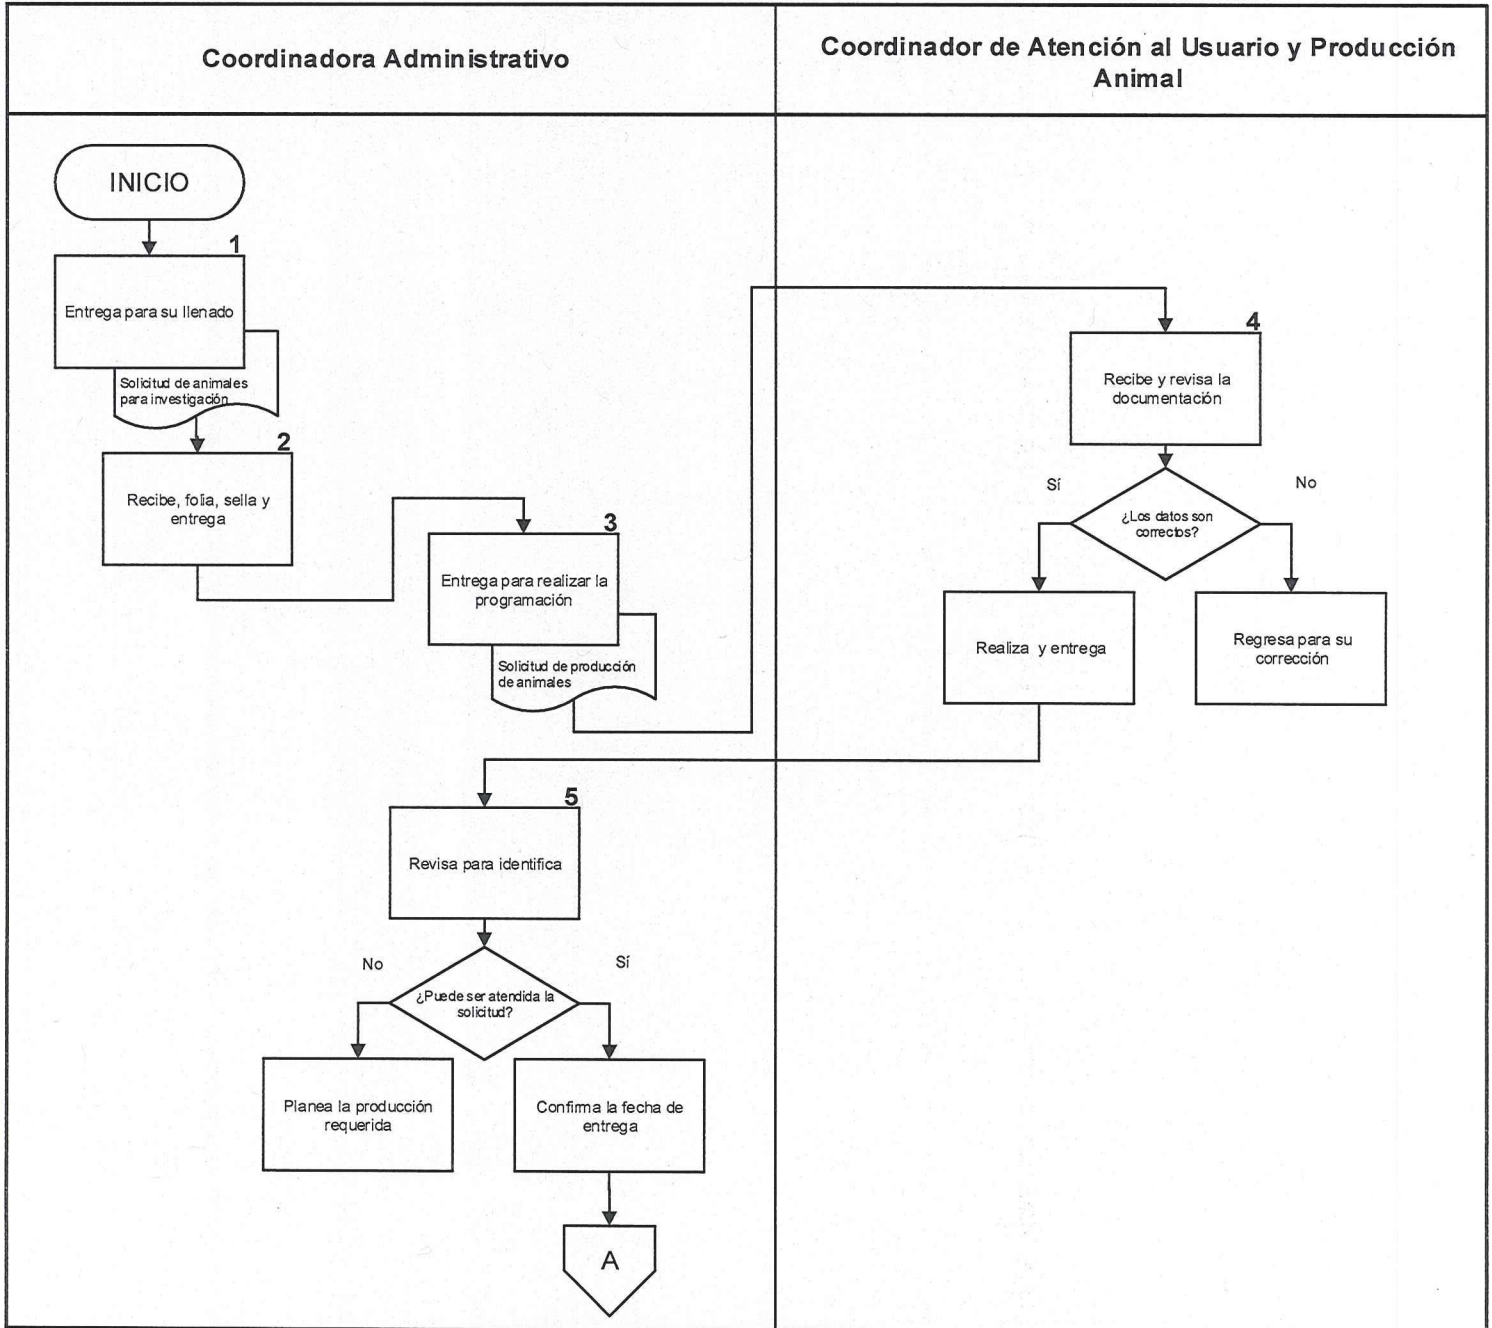 Coordinadora Administrativo
Coordinador de Atención al Usuario y Producción
Animal
INICIO
1
Entrega para su llenado
Solicitud de animales
para investigación
2
Recibe, folia, sella y
entrega
3
Entrega para realizar la
programación
Solicitud de producción
de animales
4
Recibe y revisa la
documentación
Sí
No
¿Los datos son
correctos?
Realiza y entrega
Regresa para su
corrección
5
Revisa para identifica
No
Sí
¿Puede ser atendida la
solicitud?
Planea la producción
requerida
Confirma la fecha de
entrega
A